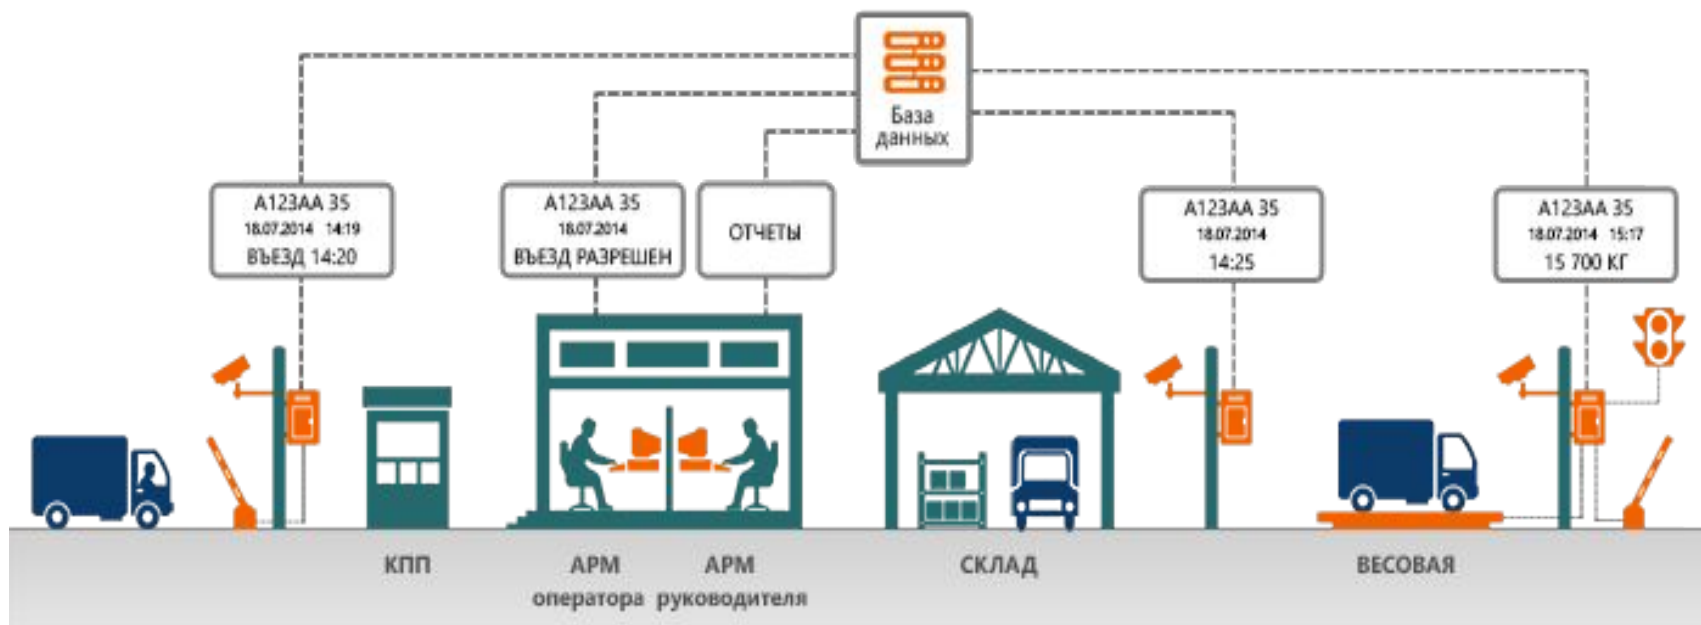 База
данных
А123АА 35
18.07.2014 14:19
ВЪЕЗД 14:20
А123АА 35
18.07.2014
ВЪЕЗД РАЗРЕШЕН
ОТЧЕТЫ
А123АА 35
18.07.2014
14:25
А123АА 35
18.07.2014 15:17
15 700 КГ
КПП
АРМ
оператора
АРМ
руководителя
СКЛАД
ВЕСОВАЯ